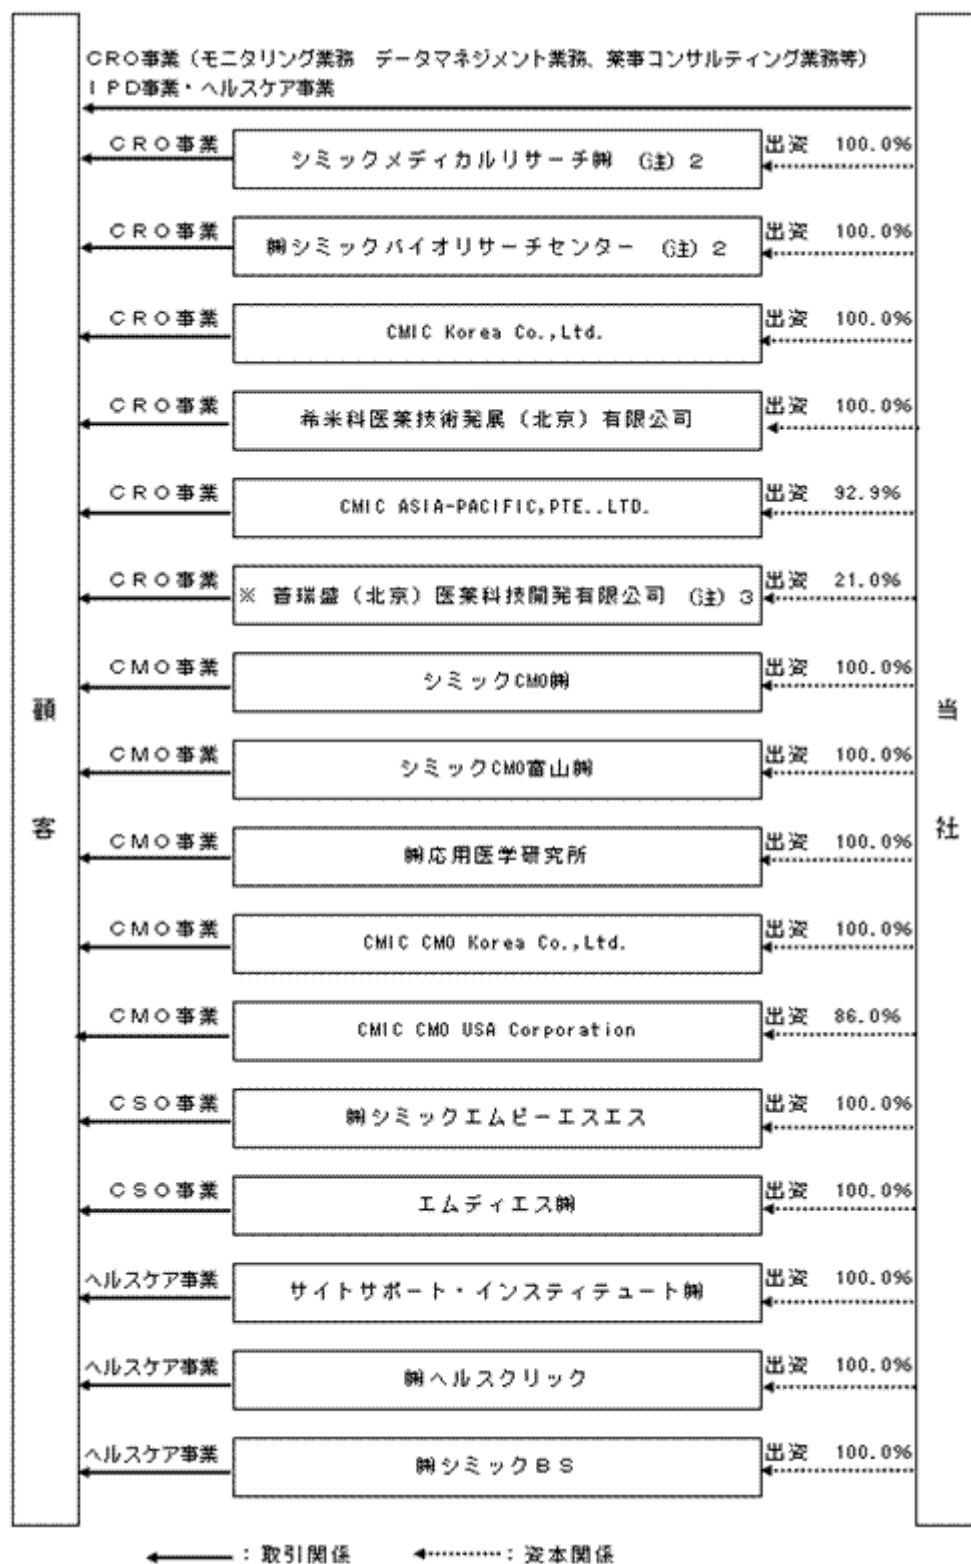 CRO事業（モニタリング業務　データマネジメント業務、薬事コンサルティング業務等）
IPD事業・ヘルスケア事業
CRO事業 シミックメディカルリサーチ㈱ （注）2 出資 100.0%
CRO事業 ㈱シミックバイオリサーチセンター （注）2 出資 100.0%
CRO事業 CMIC Korea Co.,Ltd. 出資 100.0%
CRO事業 希米科医薬技術発展（北京）有限公司 出資 100.0%
CRO事業 CMIC ASIA-PACIFIC,PTE..LTD. 出資 92.9%
CRO事業 ※ 普瑞盛（北京）医薬科技開発有限公司 （注）3 出資 21.0%
CMO事業 シミックCMO㈱ 出資 100.0%
CMO事業 シミックCMO富山㈱ 出資 100.0%
CMO事業 ㈱応用医学研究所 出資 100.0%
CMO事業 CMIC CMO Korea Co.,Ltd. 出資 100.0%
CMO事業 CMIC CMO USA Corporation 出資 86.0%
CSO事業 ㈱シミックエムピーエスエス 出資 100.0%
CSO事業 エムディエス㈱ 出資 100.0%
ヘルスケア事業 サイトサポート・インスティテュート㈱ 出資 100.0%
ヘルスケア事業 ㈱ヘルスクリック 出資 100.0%
ヘルスケア事業 ㈱シミックBS 出資 100.0%
顧客
当社
：取引関係 ：資本関係